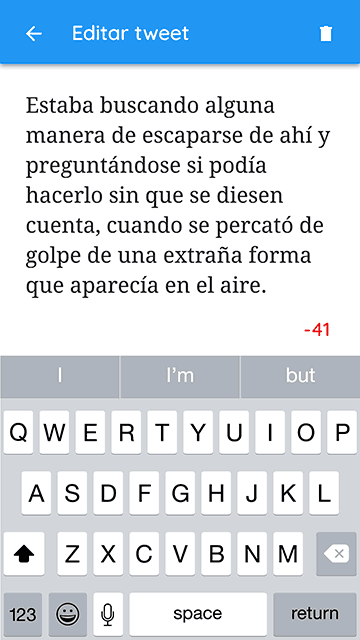 Editar tweet
Estaba buscando alguna
manera de escaparse de ahí y
preguntándose si podía
hacerlo sin que se diesen
cuenta, cuando se percató de
golpe de una extraña forma
que aparecía en el aire.
-41
I I'm but
Q W E R T Y U I O P
A S D F G H J K L
Z X C V B N M
123 space return